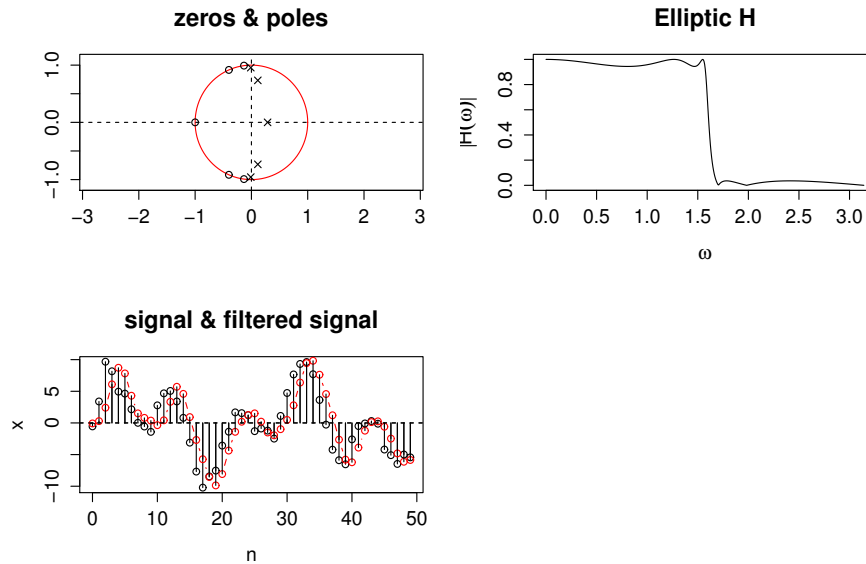 zeros & poles
1.0
0.0
-1.0
-3 -2 -1 0 1 2 3
Elliptic H
|H(ω)|
0.8
0.4
0.0
0.0 0.5 1.0 1.5 2.0 2.5 3.0
ω
signal & filtered signal
x
5
0
-10
0 10 20 30 40 50
n